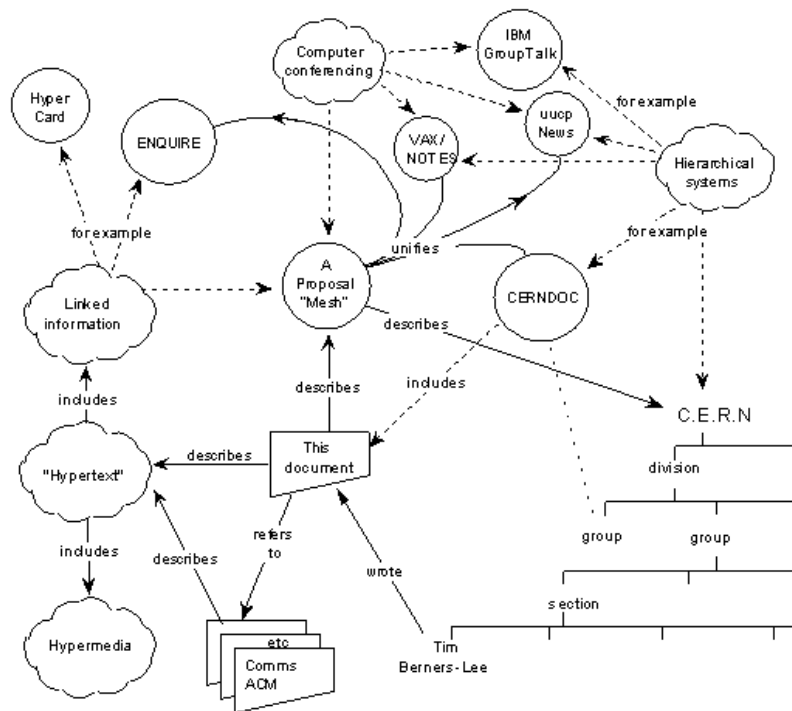 IBM
GroupTalk
Computer
conferencing
Hyper
Card
for example
uucp
News
ENQUIRE
VAX/
NOTES
Hierarchical
systems
for example
unifies
for example
A
Proposal
"Mesh"
Linked
information
CERNDOC
describes
includes
describes
includes
C.E.R.N
describes
This
document
division
"Hypertext"
refers
to
group
group
includes
describes
wrote
section
Hypermedia
etc
Tim
Berners-Lee
Comms
ACM